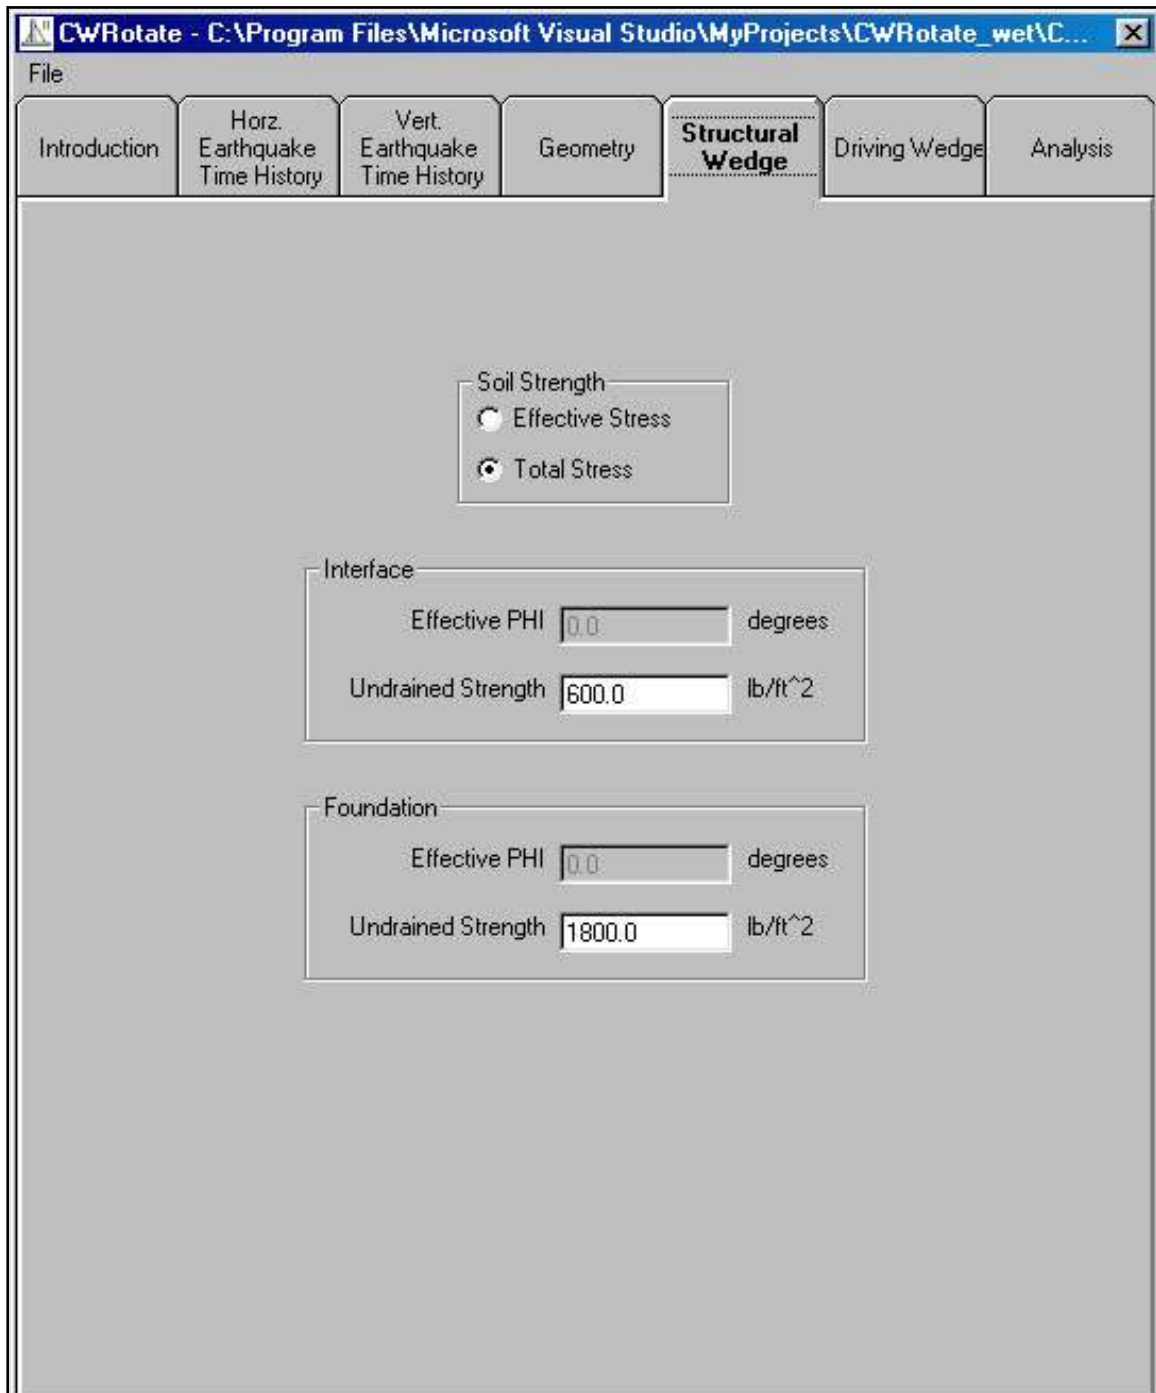 CWRotate - C:\Program Files\Microsoft Visual Studio\MyProjects\CWRotate_wet\C...
File
Introduction
Horz.
Earthquake
Time History
Vert.
Earthquake
Time History
Geometry
Structural
Wedge
Driving Wedge
Analysis
Soil Strength
Effective Stress
Total Stress
Interface
Effective PHI 0.0 degrees
Undrained Strength 600.0 lb/ft^2
Foundation
Effective PHI 0.0 degrees
Undrained Strength 1800.0 lb/ft^2